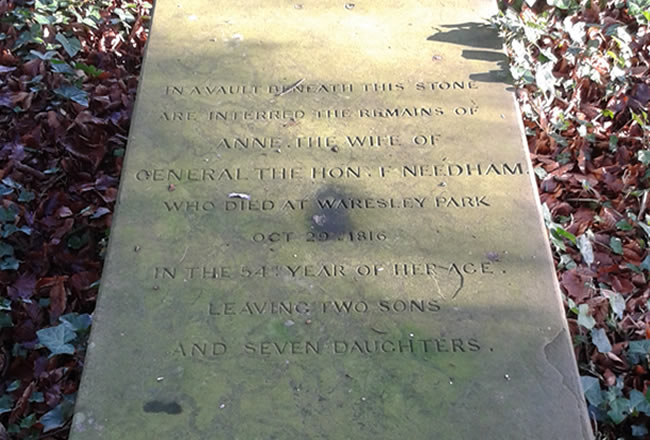 IN A VAULT BENEATH THIS STONE
ARE INTERRED THE REMAINS OF
ANNE. THE WIFE OF
GENERAL THE HON. F NEEDHAM.
WHO DIED AT WARESLEY PARK
OCT 29. 1816
IN THE 54TH YEAR OF HER AGE.
LEAVING TWO SONS
AND SEVEN DAUGHTERS.